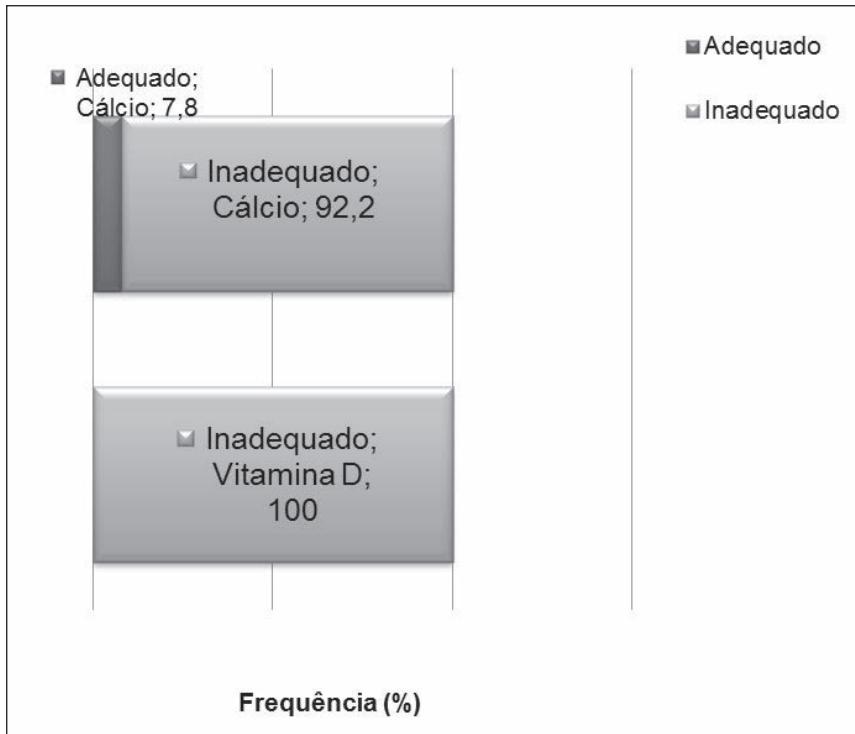 Adequado;
Cálcio; 7,8
Adequado
Inadequado
Inadequado;
Cálcio; 92,2
Inadequado;
Vitamina D;
100
Frequência (%)